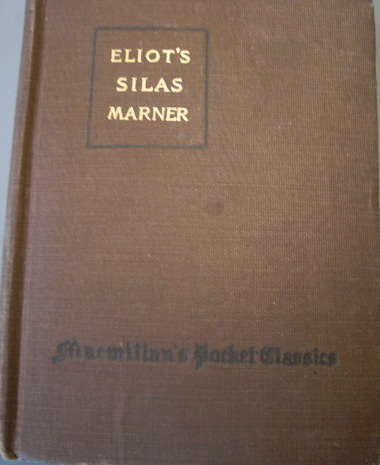 ELIOT'S
SILAS
MARNER
Macmillan's Pocket Classics